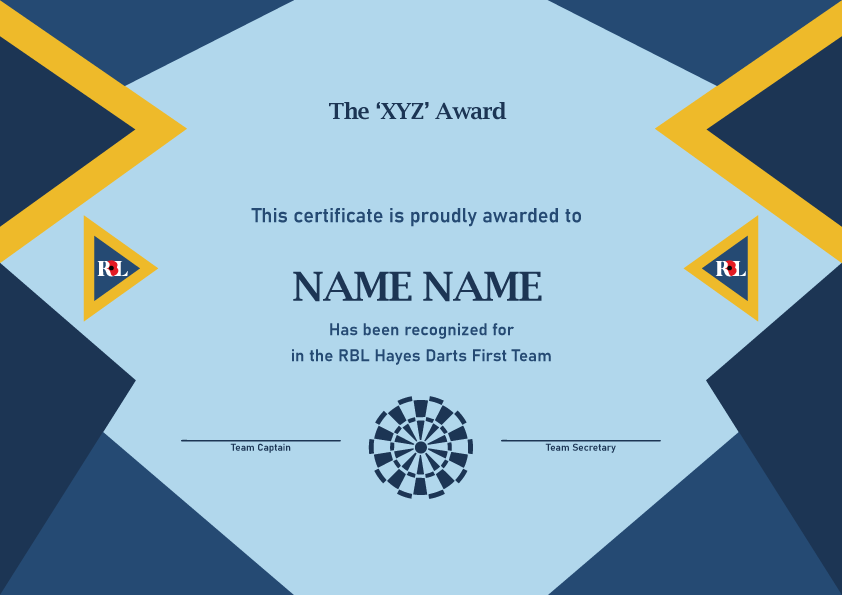 The ‘XYZ’ Award
This certificate is proudly awarded to
RBL
RBL
NAME NAME
Has been recognized for
in the RBL Hayes Darts First Team
Team Captain
Team Secretary